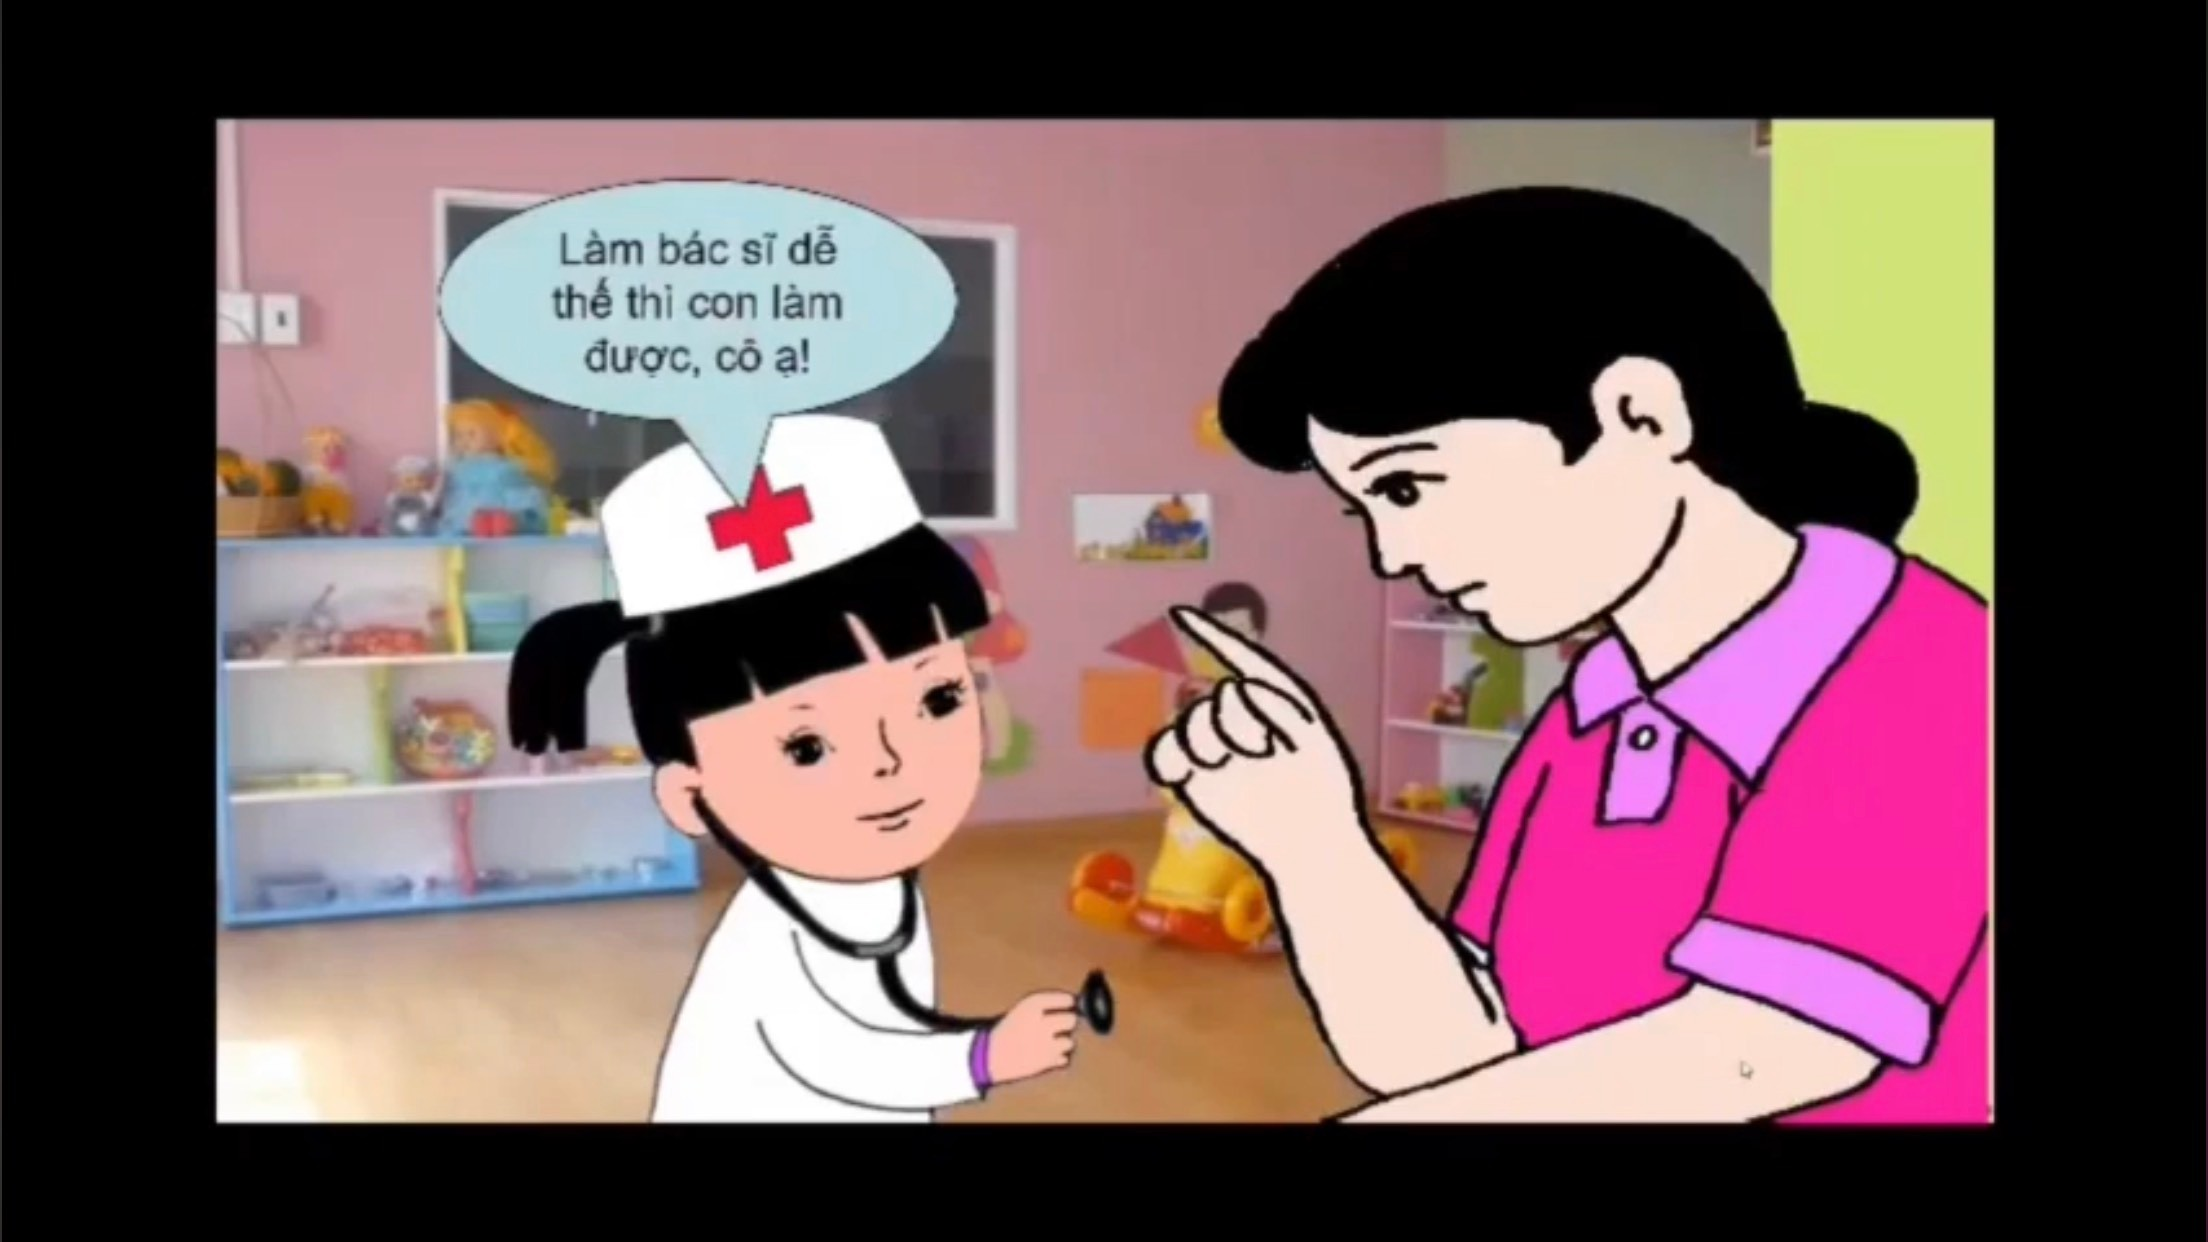 Làm bác sĩ dễ
thế thì con làm
được, cô ạ!